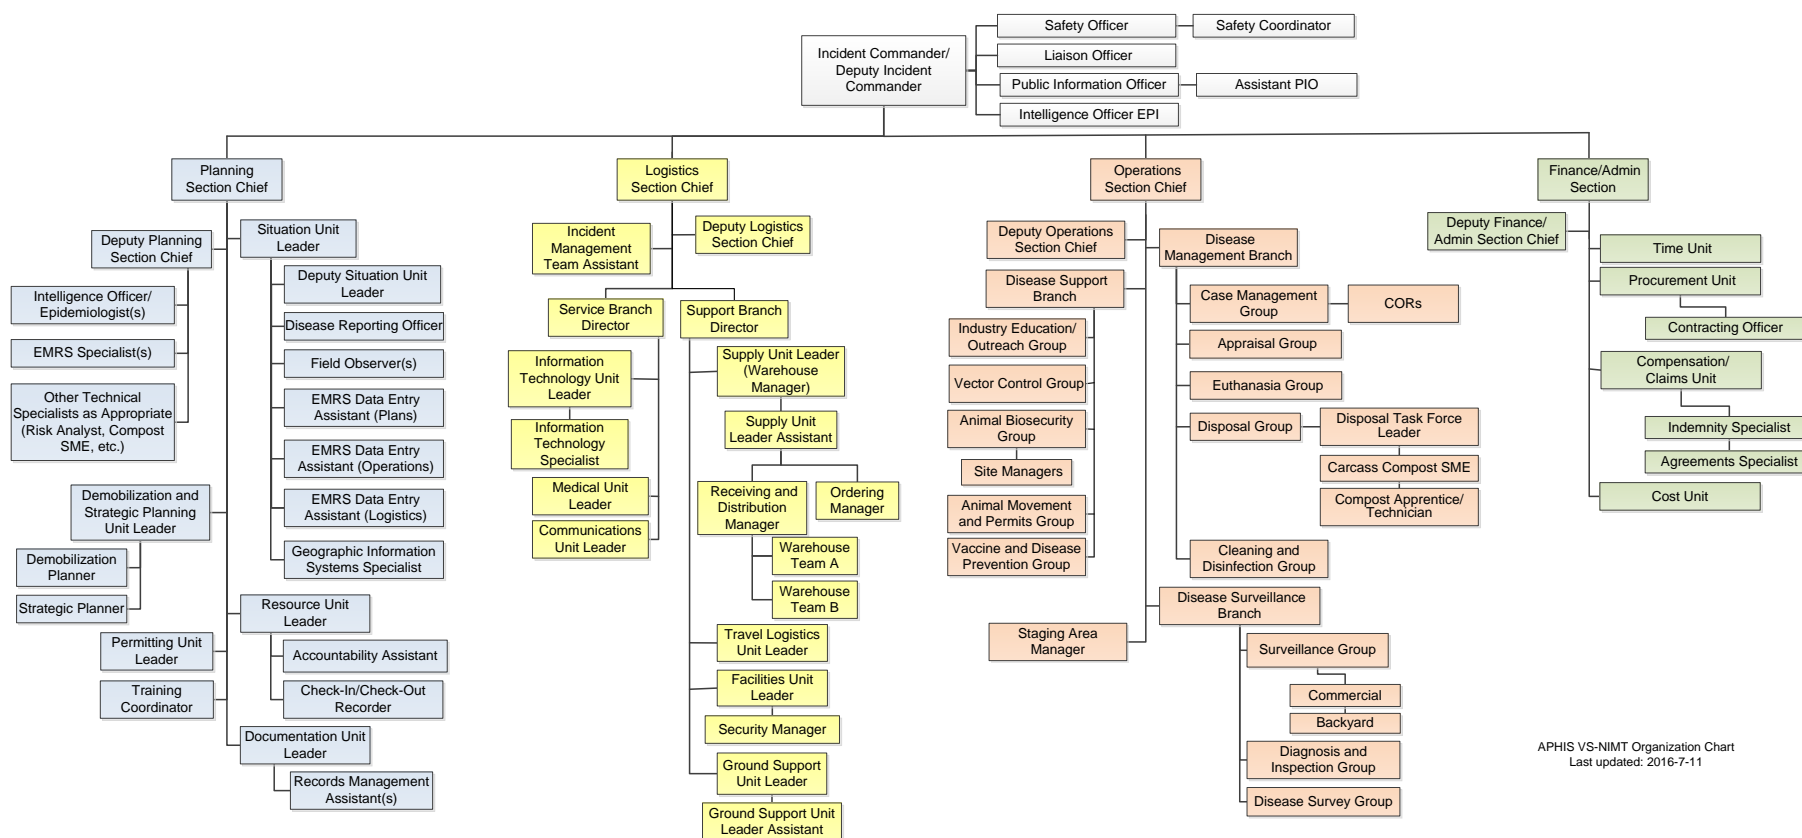 Incident Commander/
Deputy Incident
Commander
Safety Officer
Safety Coordinator
Liaison Officer
Public Information Officer
Assistant PIO
Intelligence Officer EPI
Planning
Section Chief
Deputy Planning
Section Chief
Intelligence Officer/
Epidemiologist(s)
EMRS Specialist(s)
Other Technical
Specialists as Appropriate
(Risk Analyst, Compost
SME, etc.)
Demobilization and
Strategic Planning
Unit Leader
Demobilization
Planner
Strategic Planner
Permitting Unit
Leader
Training
Coordinator
Situation Unit
Leader
Deputy Situation Unit
Leader
Disease Reporting Officer
Field Observer(s)
EMRS Data Entry
Assistant (Plans)
EMRS Data Entry
Assistant (Operations)
EMRS Data Entry
Assistant (Logistics)
Geographic Information
Systems Specialist
Resource Unit
Leader
Accountability Assistant
Check-In/Check-Out
Recorder
Documentation Unit
Leader
Records Management
Assistant(s)
Logistics
Section Chief
Incident
Management
Team Assistant
Deputy Logistics
Section Chief
Service Branch
Director
Information
Technology Unit
Leader
Information
Technology
Specialist
Medical Unit
Leader
Communications
Unit Leader
Support Branch
Director
Supply Unit Leader
(Warehouse
Manager)
Supply Unit
Leader Assistant
Receiving and
Distribution
Manager
Ordering
Manager
Warehouse
Team A
Warehouse
Team B
Travel Logistics
Unit Leader
Facilities Unit
Leader
Security Manager
Ground Support
Unit Leader
Ground Support Unit
Leader Assistant
Operations
Section Chief
Deputy Operations
Section Chief
Disease Support
Branch
Industry Education/
Outreach Group
Vector Control Group
Animal Biosecurity
Group
Site Managers
Animal Movement
and Permits Group
Vaccine and Disease
Prevention Group
Staging Area
Manager
Disease
Management Branch
Case Management
Group
CORs
Appraisal Group
Euthanasia Group
Disposal Group
Disposal Task Force
Leader
Carcass Compost SME
Compost Apprentice/
Technician
Cleaning and
Disinfection Group
Disease Surveillance
Branch
Surveillance Group
Commercial
Backyard
Diagnosis and
Inspection Group
Disease Survey Group
Finance/Admin
Section
Deputy Finance/
Admin Section Chief
Time Unit
Procurement Unit
Contracting Officer
Compensation/
Claims Unit
Indemnity Specialist
Agreements Specialist
Cost Unit
APHIS VS-NIMT Organization Chart
Last updated: 2016-7-11